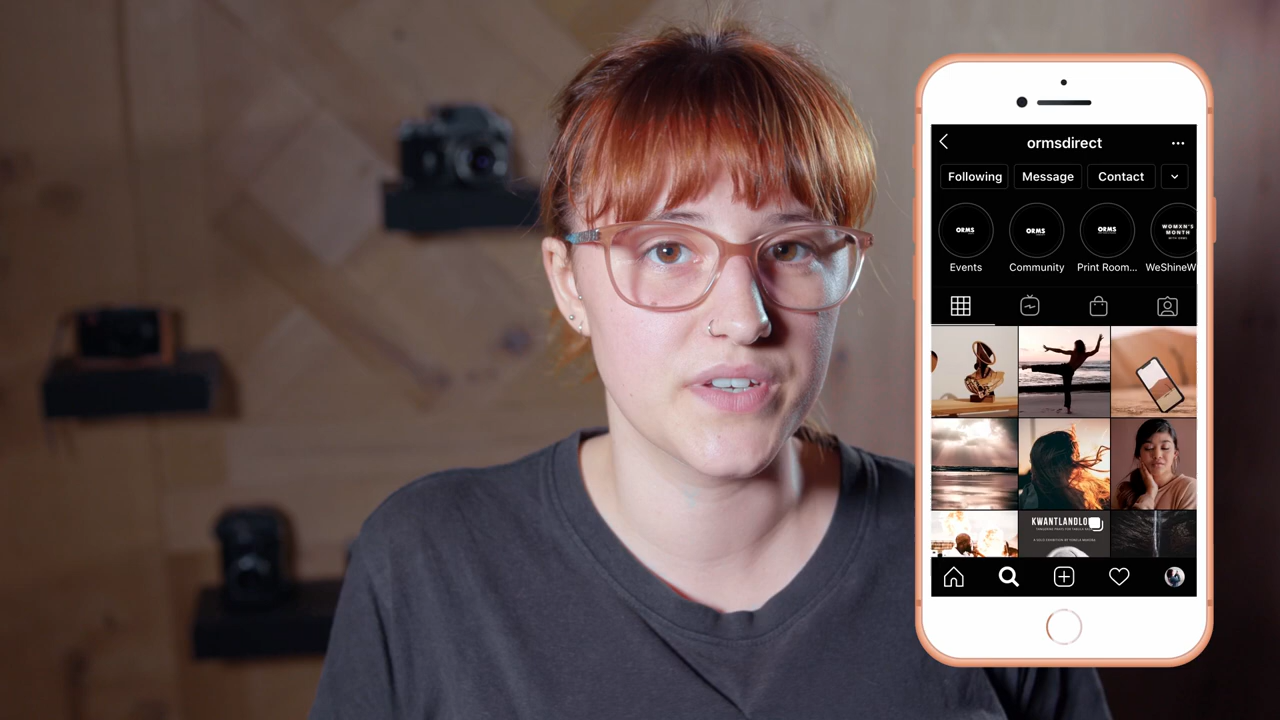 ormsdirect
Following Message Contact
ORMS ORMS ORMS WOMXN'S
MONTH
Events Community Print Room... WeShineW
KWANTLANDLO